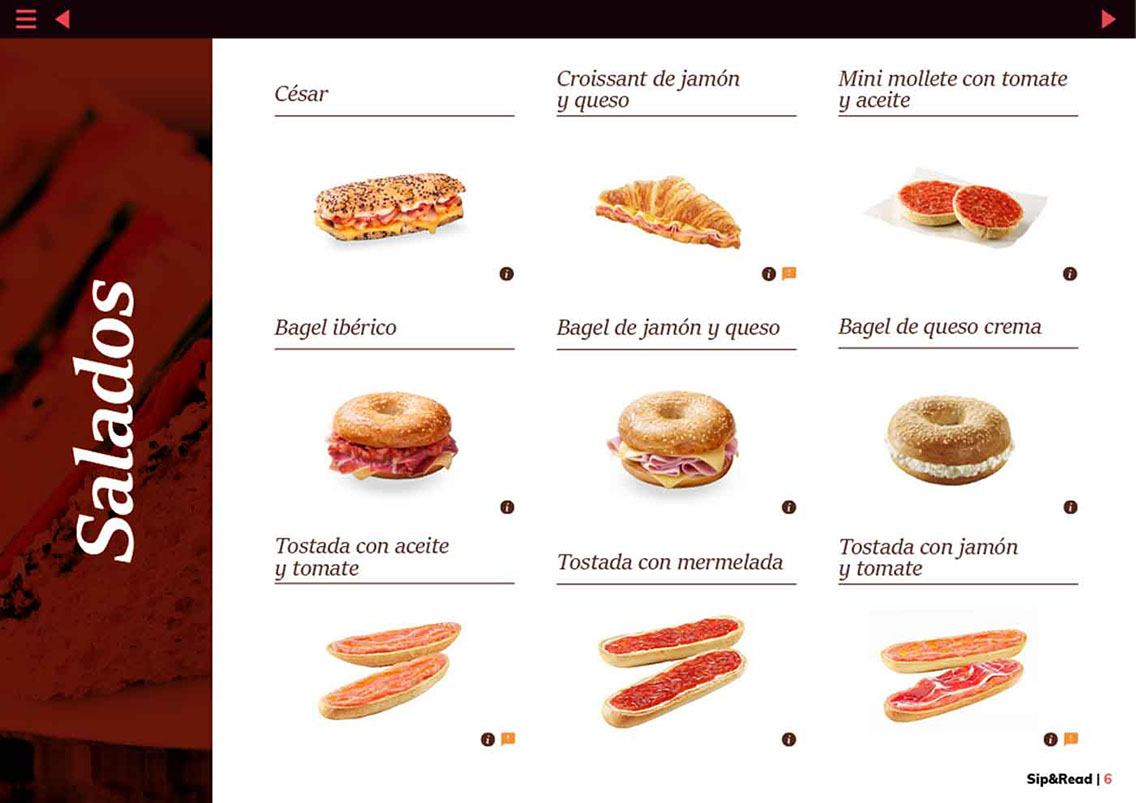 Salados
César
Croissant de jamón
y queso
Mini mollete con tomate
y aceite
Bagel ibérico
Bagel de jamón y queso
Bagel de queso crema
Tostada con aceite
y tomate
Tostada con mermelada
Tostada con jamón
y tomate
Sip&Read | 6